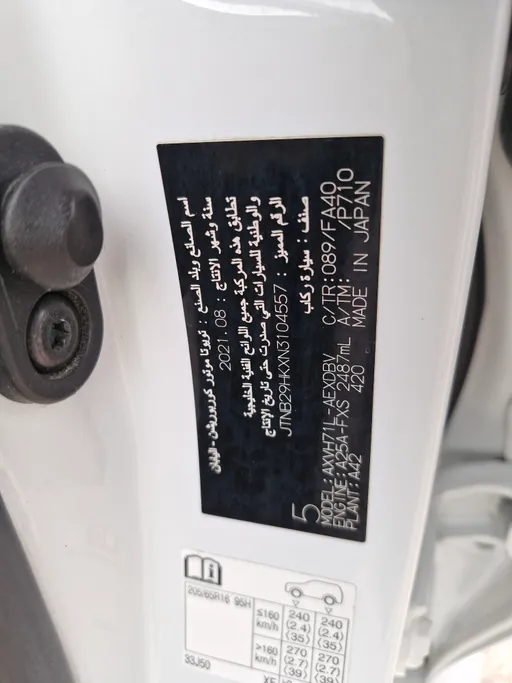 اسم الصانع وبلد الصنع : تويوتا موتور كوربوريشن - اليابان
سنة وشهر الانتاج : 2021.08
تطابق هذه المركبة جميع اللوائح الفنية الخليجية
والوطنية للسيارات التي صدرت حتى تاريخ الإنتاج
الرقم المميز : JTNB29HKXN3104557
صنف : سيارة ركاب
5
MODEL:AXVH71L-AEXDBV C/TR:089/FA40
ENGINE:A25A-FXS 2487mL A/TM: /P710
PLANT:A42 420 MADE IN JAPAN
i
205/65R16 95H
≤160 km/h 240 (2.4) (35) 240 (2.4) (35)
>160 km/h 270 (2.7) (39) 270 (2.7) (39)
33J50